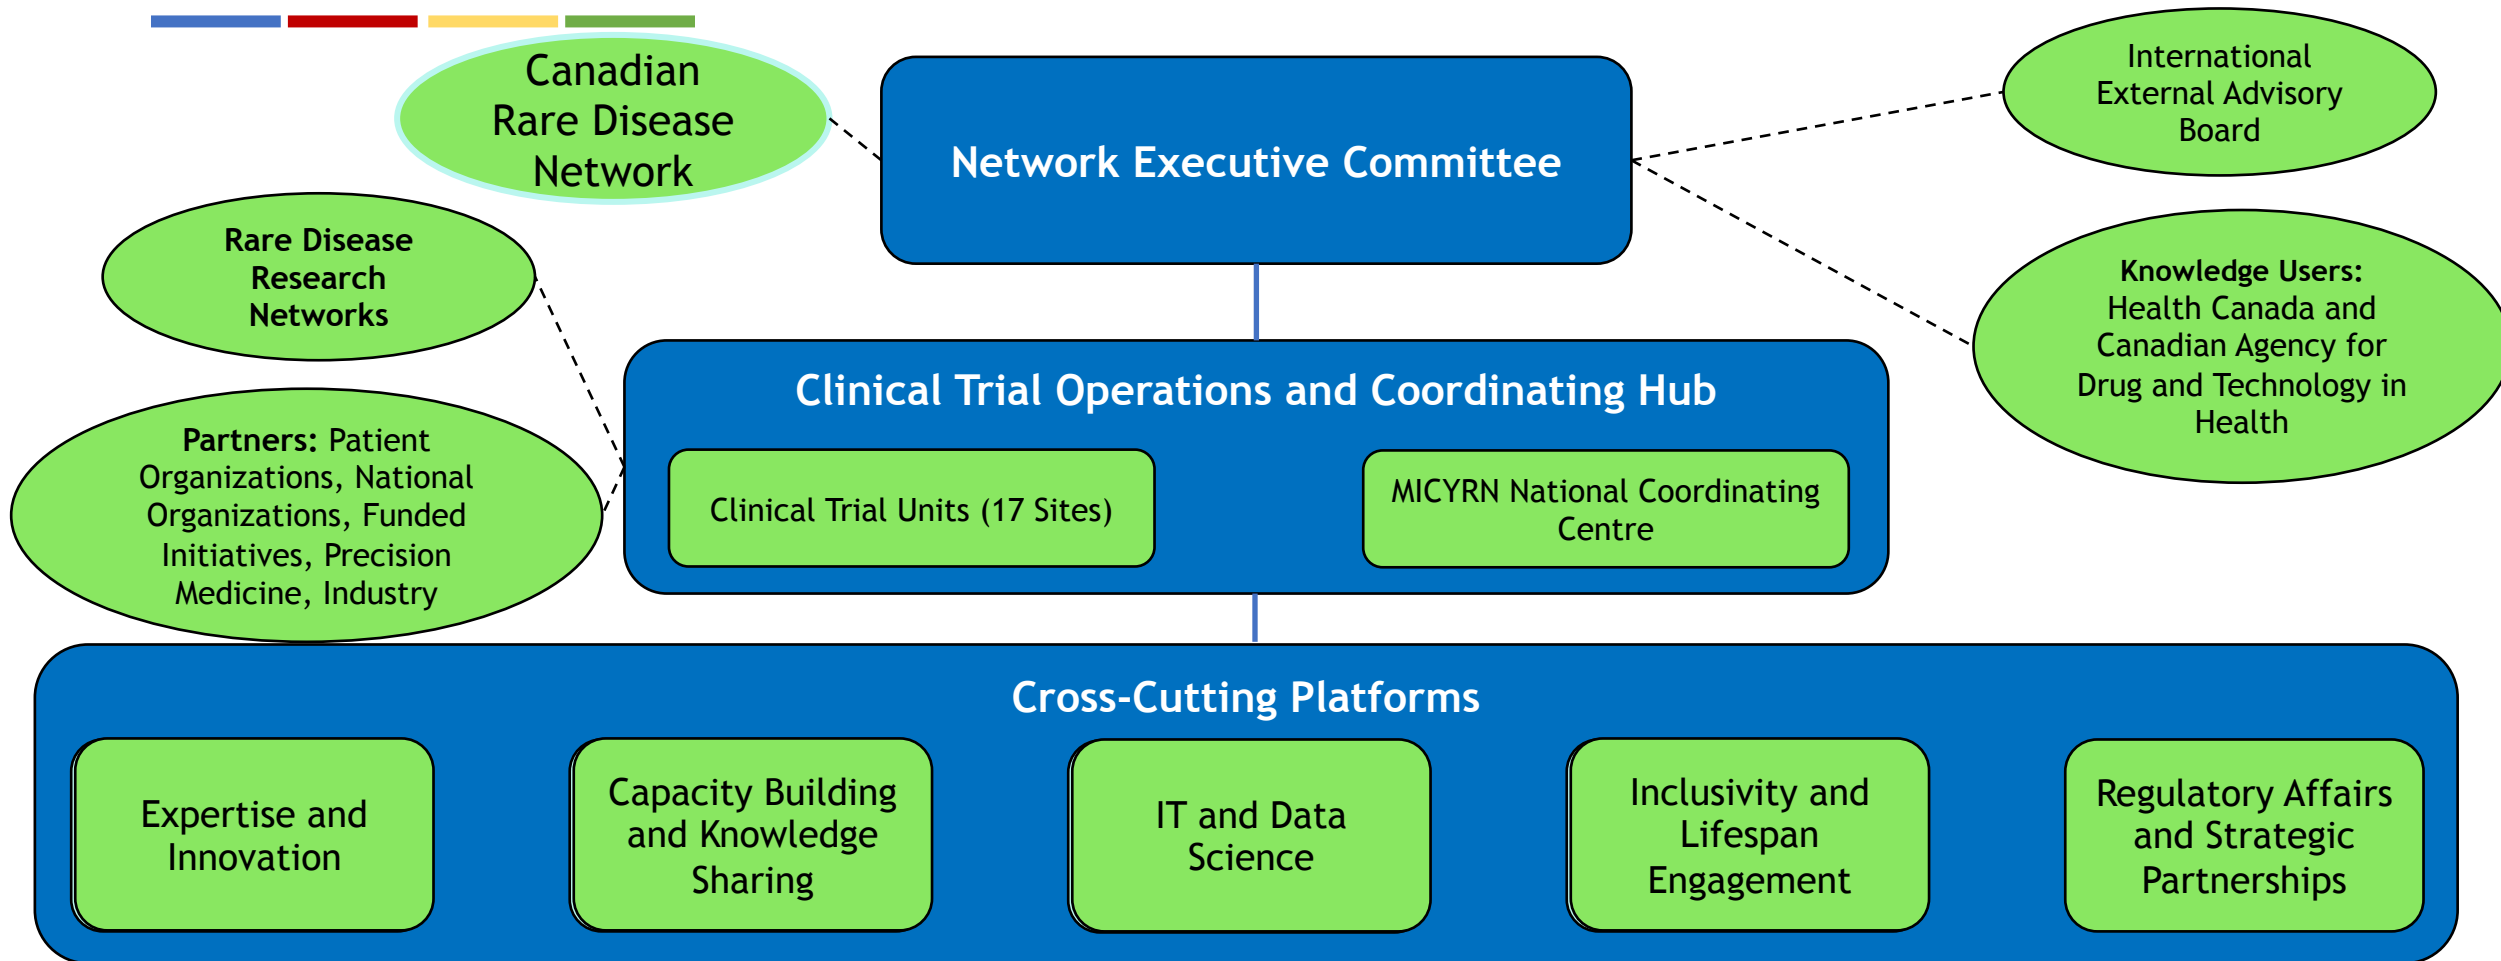 Canadian
Rare Disease
Network
Network Executive Committee
International
External Advisory
Board
Rare Disease
Research
Networks
Knowledge Users:
Health Canada and
Canadian Agency for
Drug and Technology in
Health
Partners: Patient
Organizations, National
Organizations, Funded
Initiatives, Precision
Medicine, Industry
Clinical Trial Operations and Coordinating Hub
Clinical Trial Units (17 Sites)
MICYRN National Coordinating
Centre
Cross-Cutting Platforms
Expertise and
Innovation
Capacity Building
and Knowledge
Sharing
IT and Data
Science
Inclusivity and
Lifespan
Engagement
Regulatory Affairs
and Strategic
Partnerships